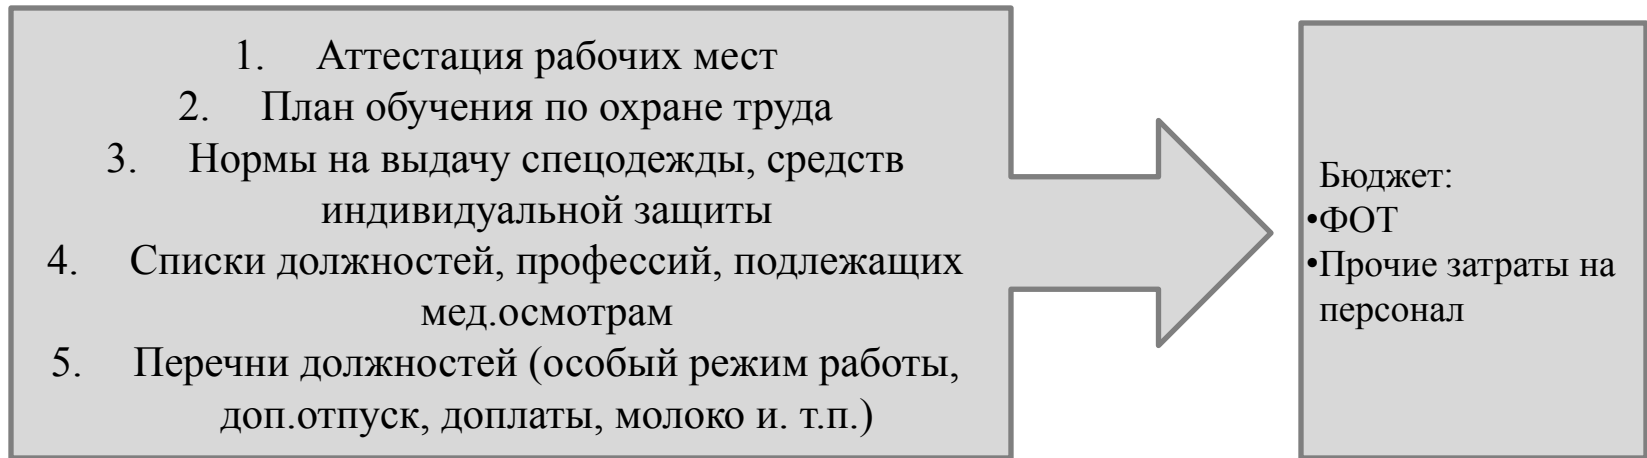 1. Аттестация рабочих мест
2. План обучения по охране труда
3. Нормы на выдачу спецодежды, средств
индивидуальной защиты
4. Списки должностей, профессий, подлежащих
мед.осмотрам
5. Перечни должностей (особый режим работы,
доп.отпуск, доплаты, молоко и. т.п.)
Бюджет:
•ФОТ
•Прочие затраты на
персонал